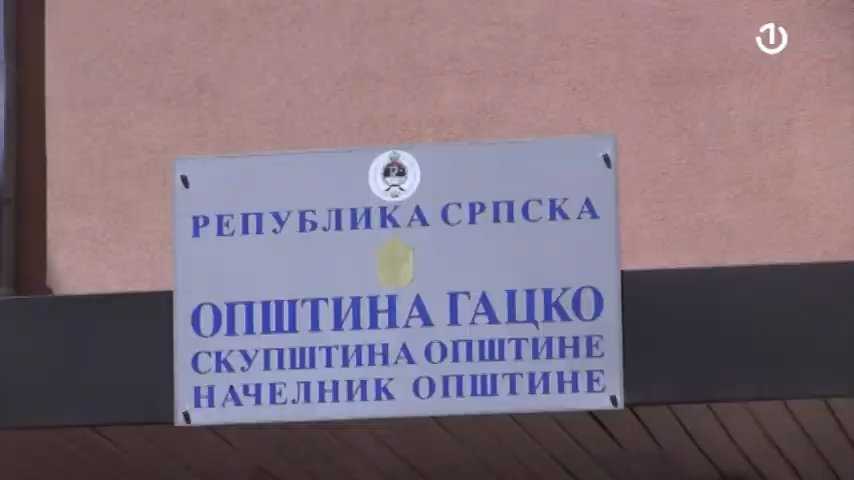 РЕПУБЛИКА СРПСКА
ОПШТИНА ГАЦКО
СКУПШТИНА ОПШТИНЕ
НАЧЕЛНИК ОПШТИНЕ